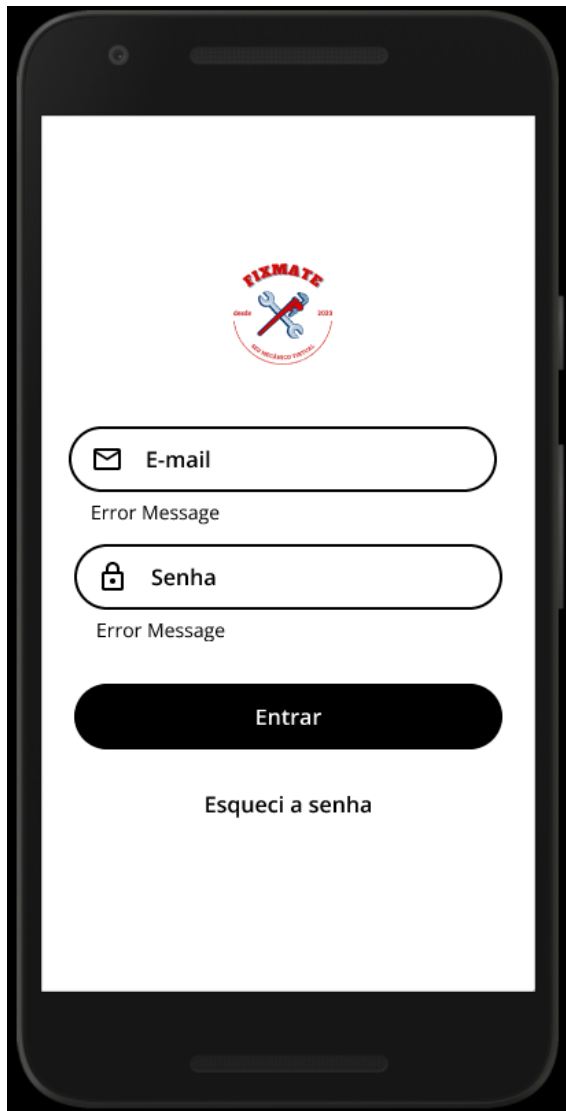 FIXMATE
desde 2023
SEU MECÂNICO VIRTUAL
E-mail
Error Message
Senha
Error Message
Entrar
Esqueci a senha